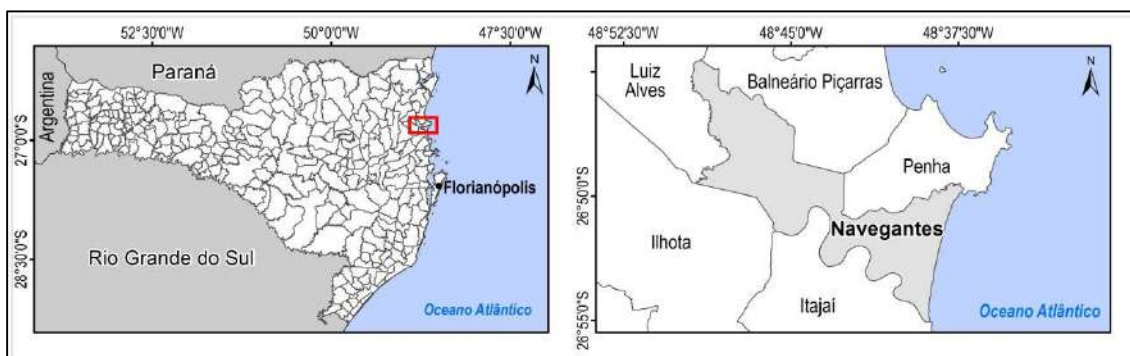 52°30'0"W
50°0'0"W
47°30'0"W
Paraná
N
Argentina
27°0'0"S
Florianópolis
Rio Grande do Sul
28°30'0"S
Oceano Atlântico
48°52'30"W
48°45'0"W
48°37'30"W
Luiz
Alves
Balneário Piçarras
N
Penha
26°50'0"S
Navegantes
Ilhota
Itajaí
26°55'0"S
Oceano Atlântico